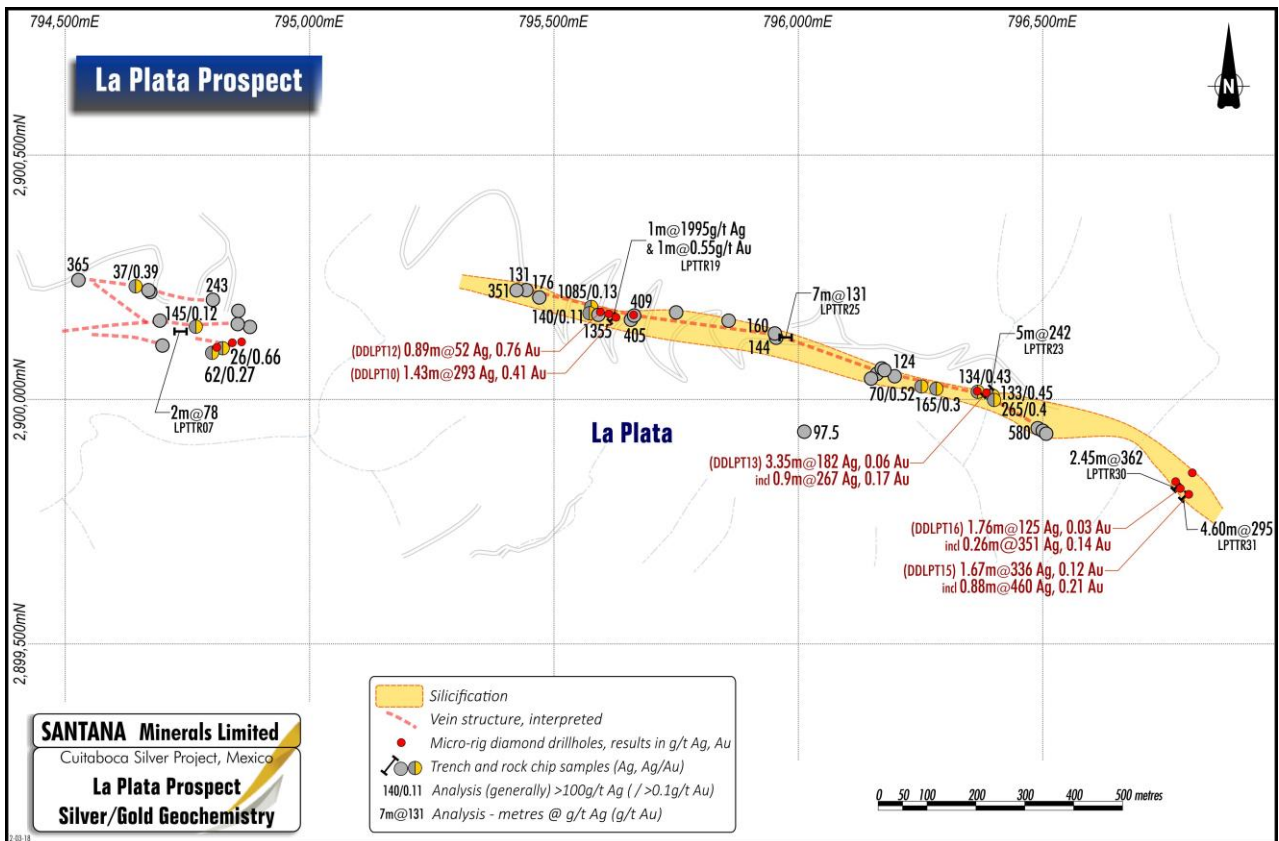 794,500mE
795,000mE
795,500mE
796,000mE
796,500mE
La Plata Prospect
N
2,900,500mN
2,900,000mN
2,899,500mN
365
37/0.39
243
145/0.12
26/0.66
62/0.27
2m@78
LPTTR07
131
351
176
1085/0.13
140/0.11
1355
409
405
1m@1995g/t Ag
& 1m@0.55g/t Au
LPTTR19
7m@131
LPTTR25
160
144
124
5m@242
LPTTR23
134/0.43
133/0.45
70/0.52
165/0.3
265/0.4
580
97.5
(DDLPT12) 0.89m@52 Ag, 0.76 Au
(DDLPT10) 1.43m@293 Ag, 0.41 Au
La Plata
(DDLPT13) 3.35m@182 Ag, 0.06 Au
incl 0.9m@267 Ag, 0.17 Au
2.45m@362
LPTTR30
(DDLPT16) 1.76m@125 Ag, 0.03 Au
incl 0.26m@351 Ag, 0.14 Au
4.60m@295
LPTTR31
(DDLPT15) 1.67m@336 Ag, 0.12 Au
incl 0.88m@460 Ag, 0.21 Au
Silicification
Vein structure, interpreted
Micro-rig diamond drillholes, results in g/t Ag, Au
Trench and rock chip samples (Ag, Ag/Au)
140/0.11 Analysis (generally) >100g/t Ag ( / >0.1g/t Au)
7m@131 Analysis - metres @ g/t Ag (g/t Au)
SANTANA Minerals Limited
Cuitaboca Silver Project, Mexico
La Plata Prospect
Silver/Gold Geochemistry
0 50 100 200 300 400 500 metres